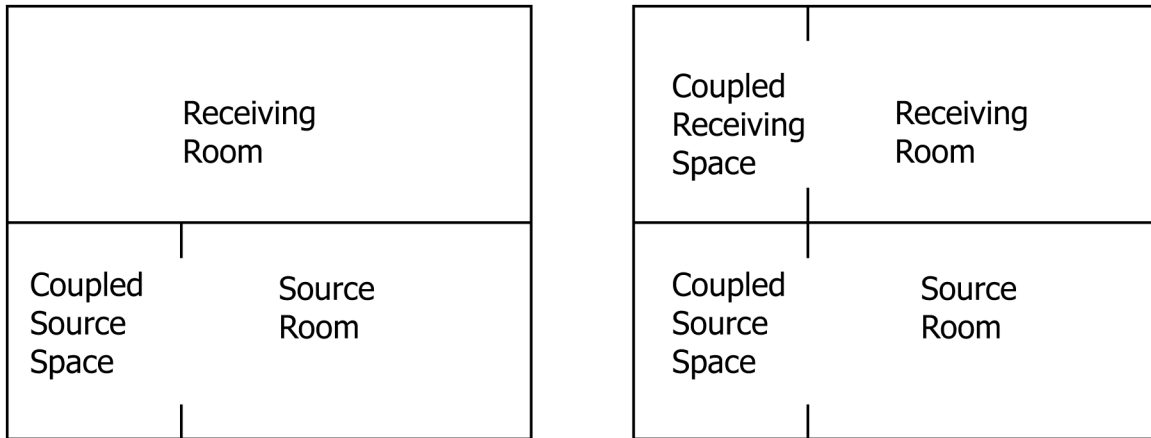 Receiving
Room
Coupled
Source
Space
Source
Room
Coupled
Receiving
Space
Receiving
Room
Coupled
Source
Space
Source
Room